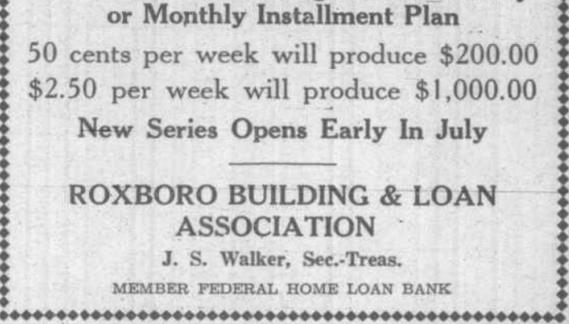 or Monthly Installment Plan
50 cents per week will produce $200.00
$2.50 per week will produce $1,000.00
New Series Opens Early In July
ROXBORO BUILDING & LOAN
ASSOCIATION
J. S. Walker, Sec.-Treas.
MEMBER FEDERAL HOME LOAN BANK